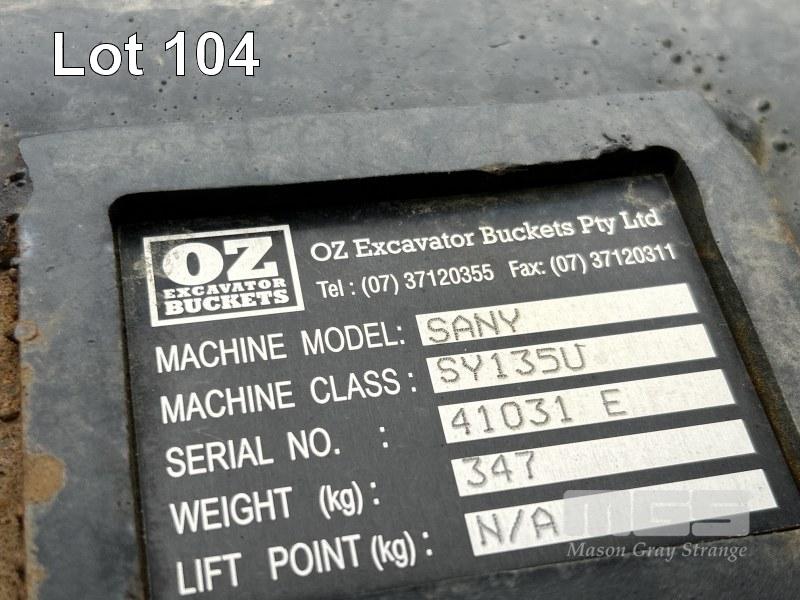 Lot 104
OZ
EXCAVATOR
BUCKETS
OZ Excavator Buckets Pty Ltd
Tel : (07) 37120355 Fax: (07) 37120311
MACHINE MODEL: SANY
MACHINE CLASS : SY135U
SERIAL NO. : 41031 E
WEIGHT (kg) : 347
LIFT POINT (kg) : N/A
MGS
Mason Gray Strange